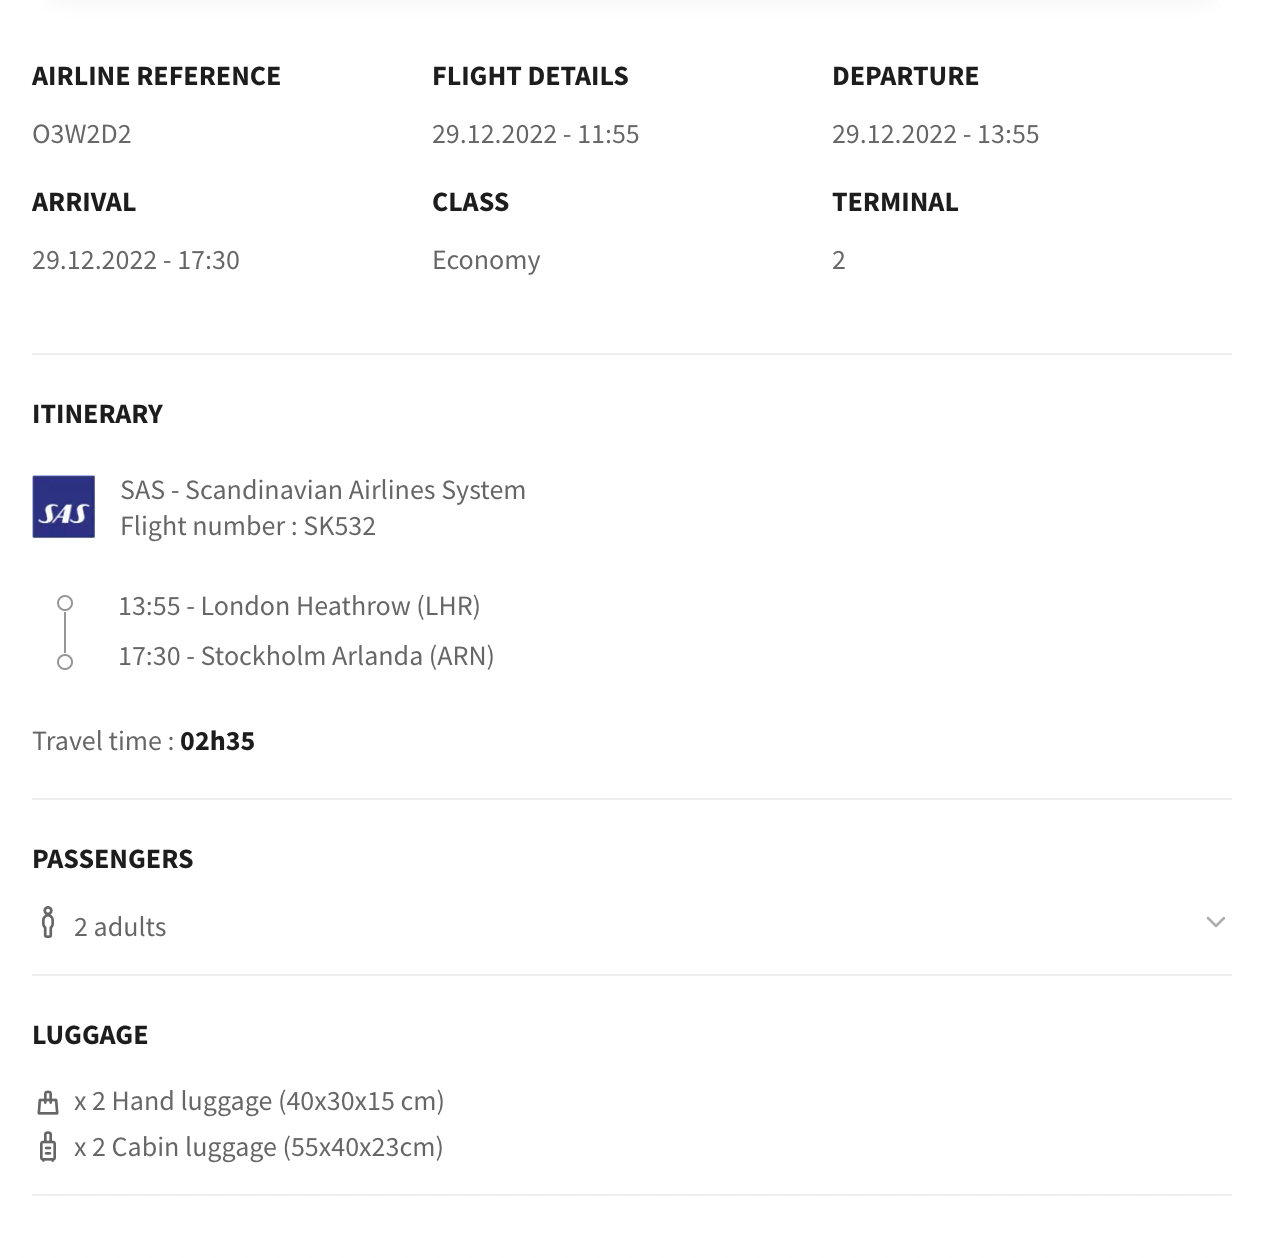 AIRLINE REFERENCE
FLIGHT DETAILS
DEPARTURE
O3W2D2
29.12.2022 - 11:55
29.12.2022 - 13:55
ARRIVAL
CLASS
TERMINAL
29.12.2022 - 17:30
Economy
2
ITINERARY
SAS
SAS - Scandinavian Airlines System
Flight number : SK532
13:55 - London Heathrow (LHR)
17:30 - Stockholm Arlanda (ARN)
Travel time : 02h35
PASSENGERS
2 adults
LUGGAGE
x 2 Hand luggage (40x30x15 cm)
x 2 Cabin luggage (55x40x23cm)